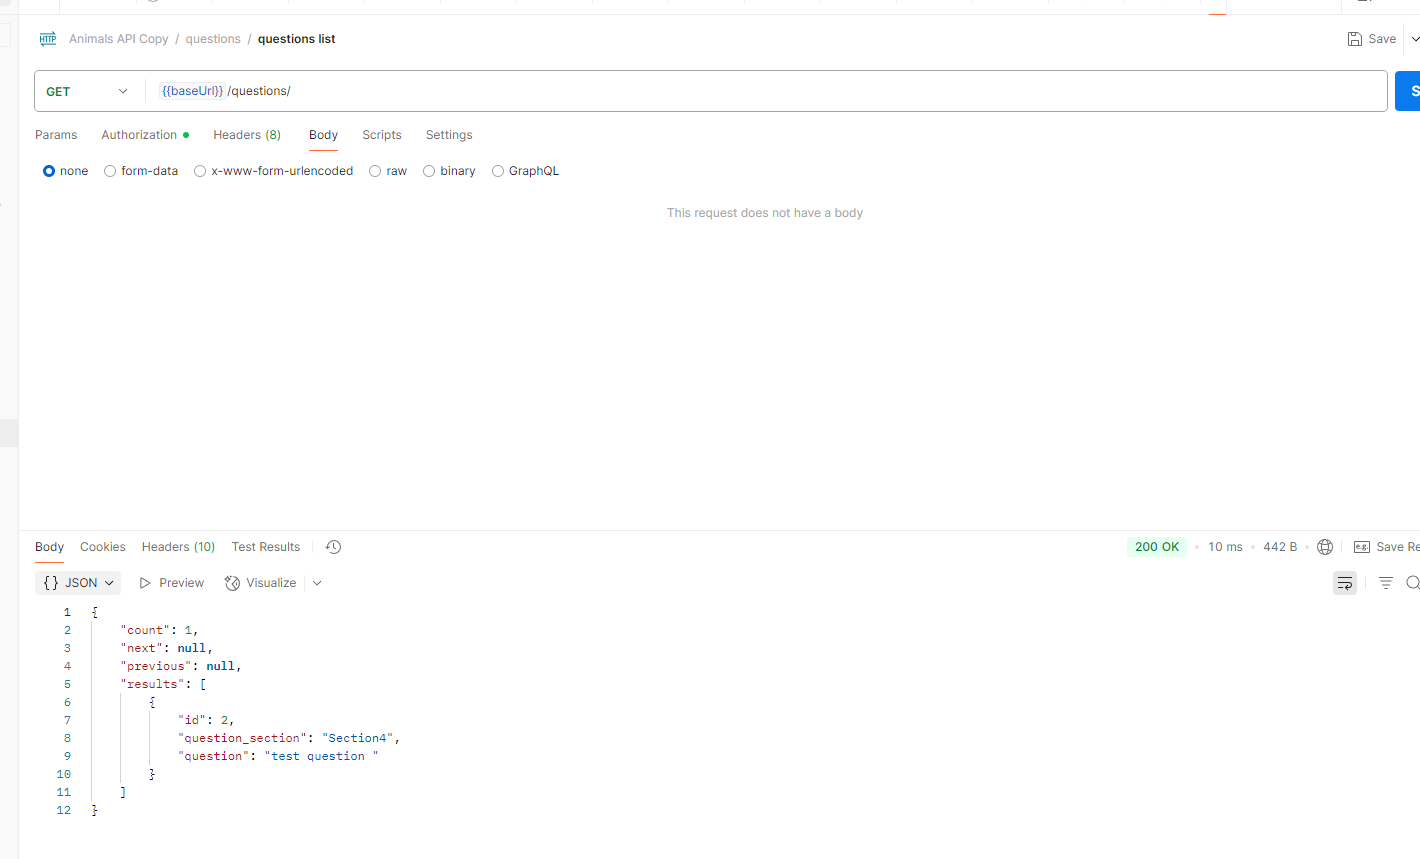 HTTP Animals API Copy / questions / questions list
Save
GET {{baseUrl}} /questions/
Params Authorization Headers (8) Body Scripts Settings
none form-data x-www-form-urlencoded raw binary GraphQL
This request does not have a body
Body Cookies Headers (10) Test Results 200 OK • 10 ms • 442 B • e.g. Save Re
{} JSON Preview Visualize
1 {
2 "count": 1,
3 "next": null,
4 "previous": null,
5 "results": [
6 {
7 "id": 2,
8 "question_section": "Section4",
9 "question": "test question "
10 }
11 ]
12 }